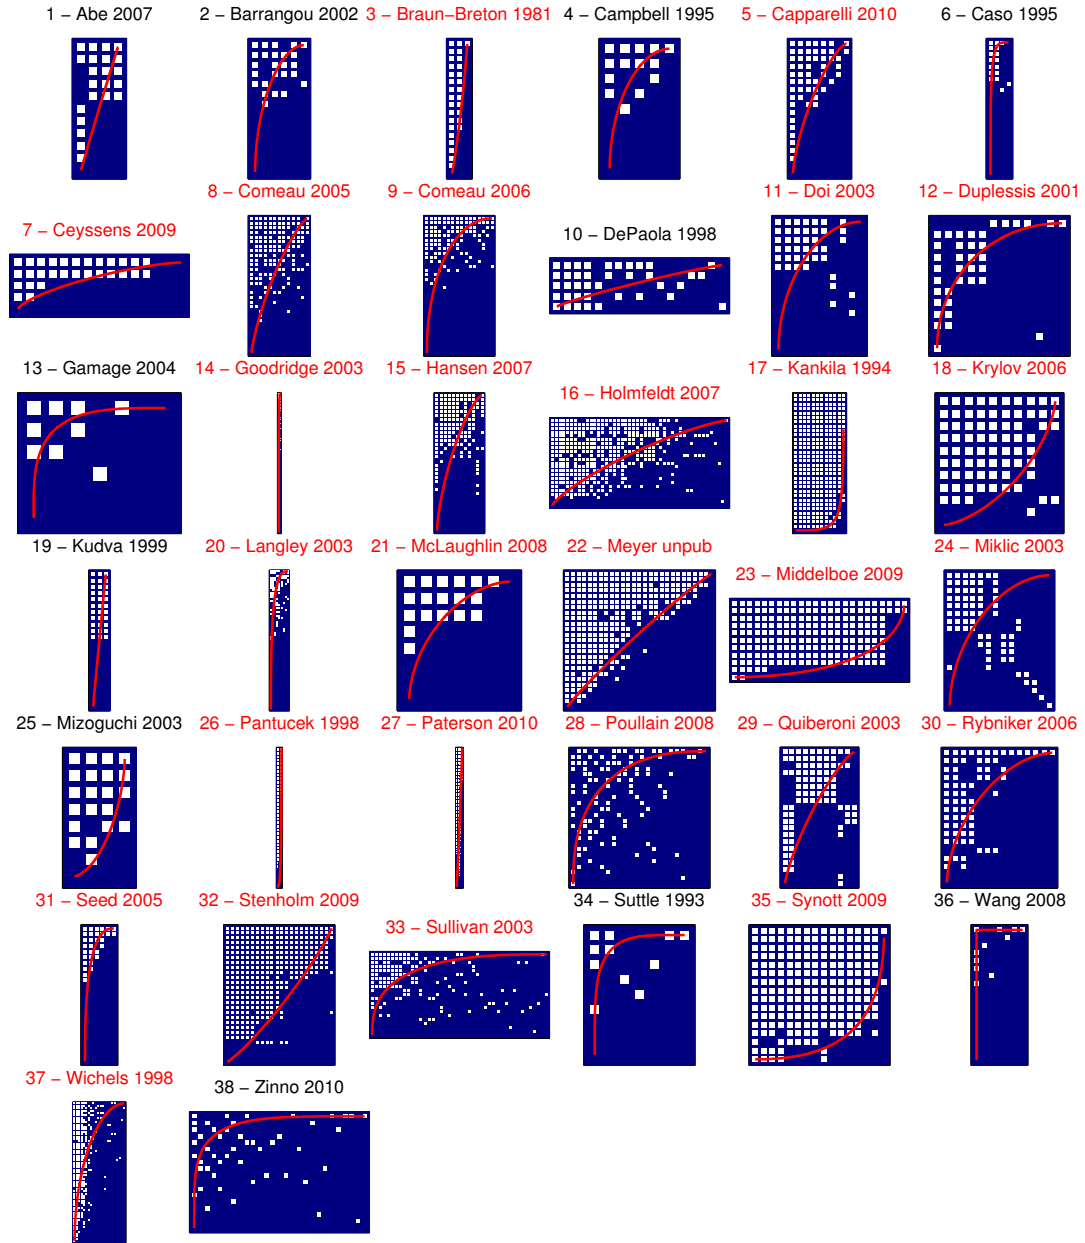 1 − Abe 2007
2 − Barrangou 2002
3 − Braun−Breton 1981
4 − Campbell 1995
5 − Capparelli 2010
6 − Caso 1995
7 − Ceyssens 2009
8 − Comeau 2005
9 − Comeau 2006
10 − DePaola 1998
11 − Doi 2003
12 − Duplessis 2001
13 − Gamage 2004
14 − Goodridge 2003
15 − Hansen 2007
16 − Holmfeldt 2007
17 − Kankila 1994
18 − Krylov 2006
19 − Kudva 1999
20 − Langley 2003
21 − McLaughlin 2008
22 − Meyer unpub
23 − Middelboe 2009
24 − Miklic 2003
25 − Mizoguchi 2003
26 − Pantucek 1998
27 − Paterson 2010
28 − Poullain 2008
29 − Quiberoni 2003
30 − Rybniker 2006
31 − Seed 2005
32 − Stenholm 2009
33 − Sullivan 2003
34 − Suttle 1993
35 − Synott 2009
36 − Wang 2008
37 − Wichels 1998
38 − Zinno 2010